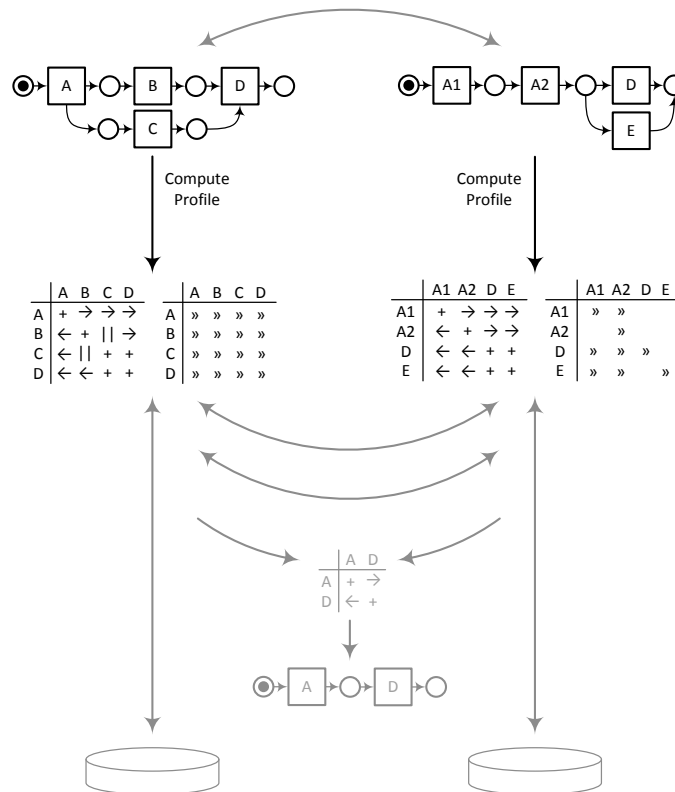 A B D A1 A2 D
C E
Compute
Profile
Compute
Profile
A B C D A B C D
A + → → → A » » » »
B ← + || → B » » » »
C ← || + + C » » » »
D ← ← + + D » » » »
A1 A2 D E A1 A2 D E
A1 + → → → A1 » »
A2 ← + → → A2 »
D ← ← + + D » » »
E ← ← + + E » » »
A D
A + →
D ← +
A D